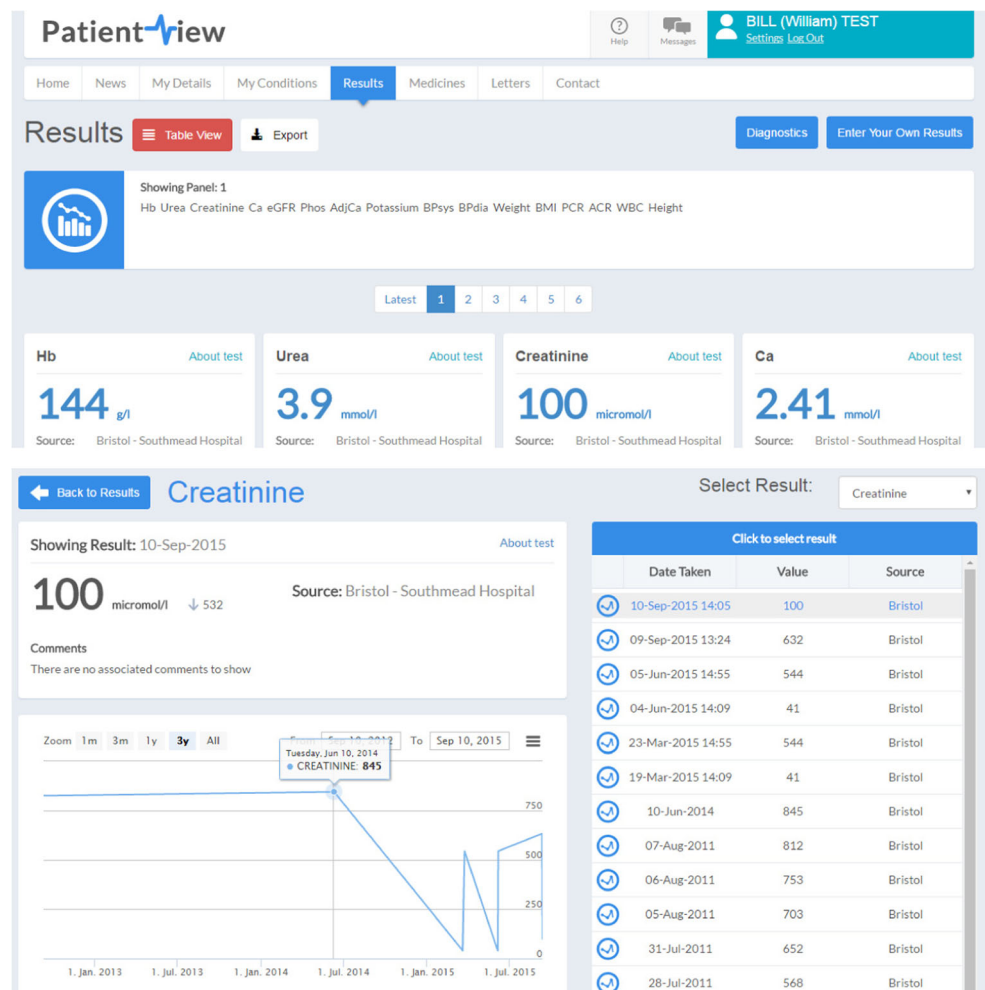 Patient View
Help
Messages
BILL (William) TEST
Settings Log Out
Home News My Details My Conditions Results Medicines Letters Contact
Results
Table View
Export
Diagnostics
Enter Your Own Results
Showing Panel: 1
Hb Urea Creatinine Ca eGFR Phos AdjCa Potassium BPsys BPdia Weight BMI PCR ACR WBC Height
Latest 1 2 3 4 5 6
Hb About test
144 g/l
Source: Bristol - Southmead Hospital
Urea About test
3.9 mmol/l
Source: Bristol - Southmead Hospital
Creatinine About test
100 micromol/l
Source: Bristol - Southmead Hospital
Ca About test
2.41 mmol/l
Source: Bristol - Southmead Hospital
Back to Results
Creatinine
Select Result:
Creatinine
Showing Result: 10-Sep-2015
About test
100 micromol/l ↓ 532
Source: Bristol - Southmead Hospital
Comments
There are no associated comments to show
Zoom 1m 3m 1y 3y All
To Sep 10, 2015
Tuesday, Jun 10, 2014
CREATININE: 845
750
500
250
0
1. Jan. 2013 1. Jul. 2013 1. Jan. 2014 1. Jul. 2014 1. Jan. 2015 1. Jul. 2015
Click to select result
Date Taken Value Source
10-Sep-2015 14:05 100 Bristol
09-Sep-2015 13:24 632 Bristol
05-Jun-2015 14:55 544 Bristol
04-Jun-2015 14:09 41 Bristol
23-Mar-2015 14:55 544 Bristol
19-Mar-2015 14:09 41 Bristol
10-Jun-2014 845 Bristol
07-Aug-2011 812 Bristol
06-Aug-2011 753 Bristol
05-Aug-2011 703 Bristol
31-Jul-2011 652 Bristol
28-Jul-2011 568 Bristol